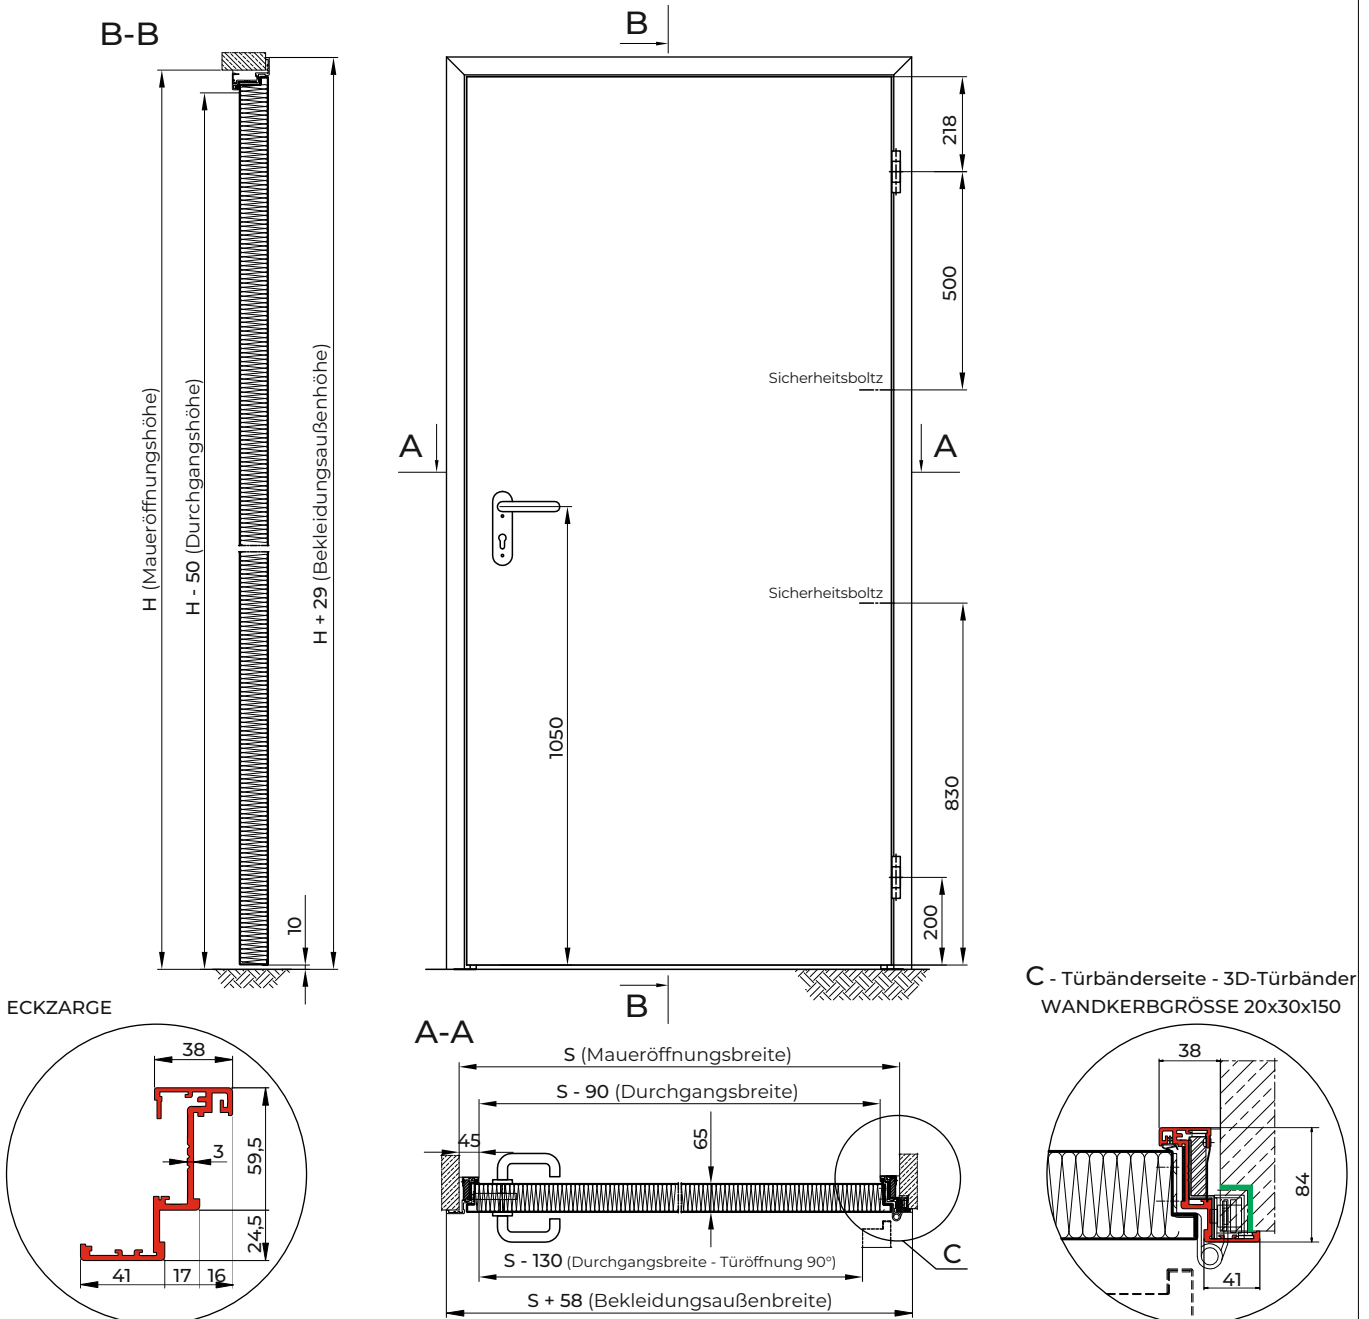 B-B
B
218
500
Sicherheitsboltz
A
A
H (Maueröffnungshöhe)
H - 50 (Durchgangshöhe)
H + 29 (Bekleidungsaußenhöhe)
Sicherheitsboltz
1050
830
200
10
B
ECKZARGE
38
3
59,5
24,5
41
17
16
A-A
S (Maueröffnungsbreite)
S - 90 (Durchgangsbreite)
45
65
S - 130 (Durchgangsbreite - Türöffnung 90°)
S + 58 (Bekleidungsaußenbreite)
C
C - Türbänderseite - 3D-Türbänder
WANDKERBGRÖSSE 20x30x150
38
84
41